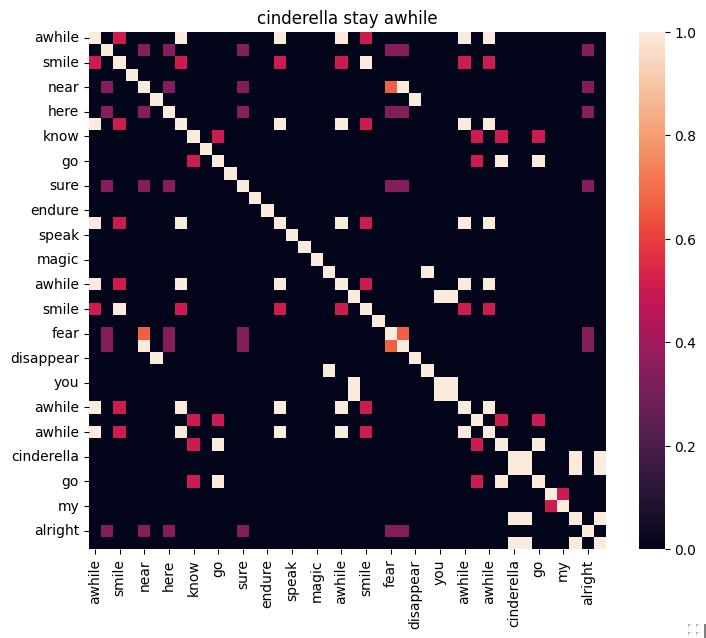 cinderella stay awhile
awhile
smile
near
here
know
go
sure
endure
speak
magic
awhile
smile
fear
disappear
you
awhile
awhile
cinderella
go
my
alright
1.0
0.8
0.6
0.4
0.2
0.0
awhile smile near here know go sure endure speak magic awhile smile fear disappear you awhile awhile cinderella go my alright